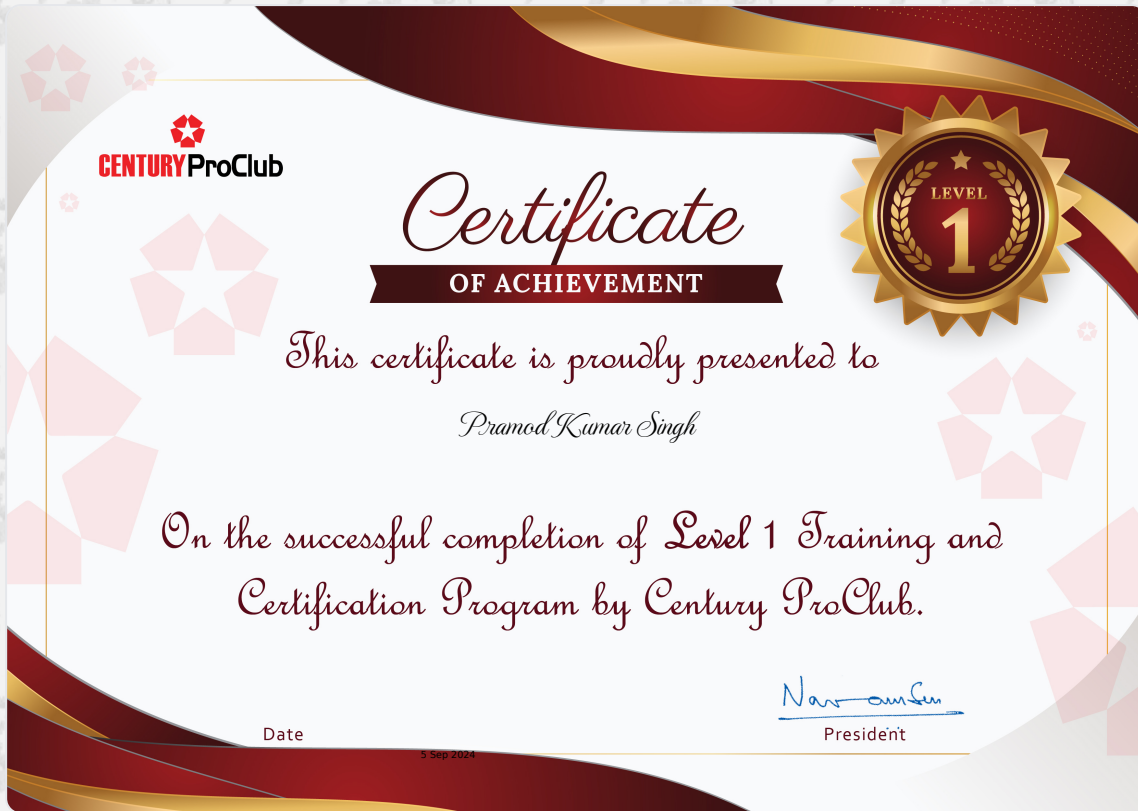 CENTURY ProClub
LEVEL
1
Certificate
OF ACHIEVEMENT
This certificate is proudly presented to
Pramod Kumar Singh
On the successful completion of Level 1 Training and
Certification Program by Century ProClub.
Date
President
5 Sep 2024